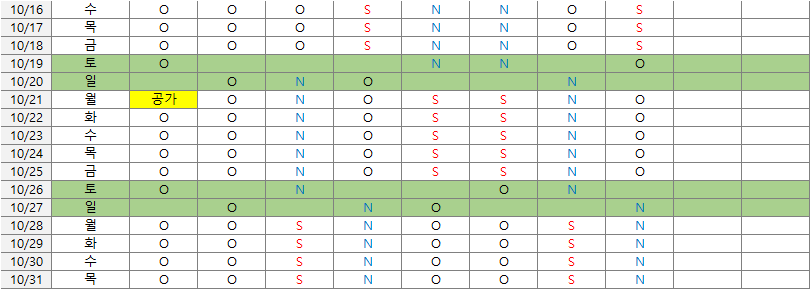 10/16 수 O O O S N N O S
10/17 목 O O O S N N O S
10/18 금 O O O S N N O S
10/19 토 O N N O
10/20 일 O N O N
10/21 월 공가 O N O S S N O
10/22 화 O O N O S S N O
10/23 수 O O N O S S N O
10/24 목 O O N O S S N O
10/25 금 O O N O S S N O
10/26 토 O N O N
10/27 일 O N O N
10/28 월 O O S N O O S N
10/29 화 O O S N O O S N
10/30 수 O O S N O O S N
10/31 목 O O S N O O S N